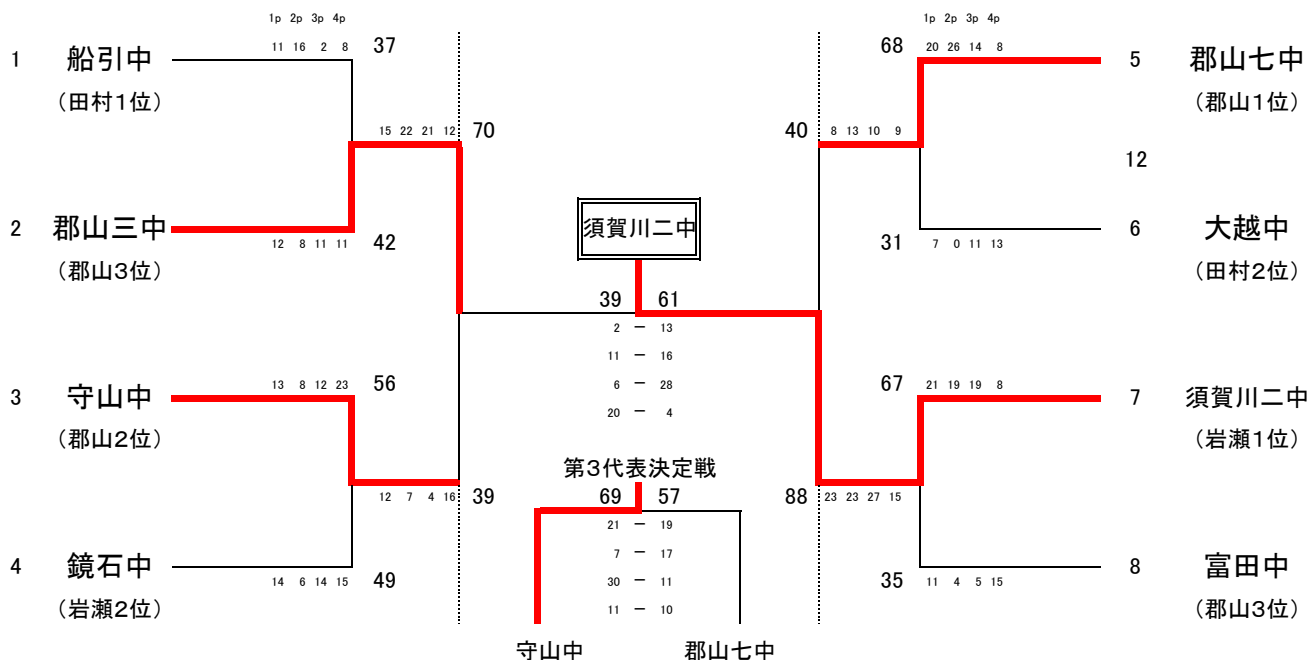 1p 2p 3p 4p
11 16 2 8 37
1 船引中
(田村1位)
15 22 21 12 70
2 郡山三中
12 8 11 11 42
(郡山3位)
13 8 12 23 56
3 守山中
(郡山2位)
12 7 4 16 39
4 鏡石中
14 6 14 15 49
(岩瀬2位)
須賀川二中
39 61
2 － 13
11 － 16
6 － 28
20 － 4
第3代表決定戦
69 57
21 － 19
7 － 17
30 － 11
11 － 10
守山中 郡山七中
1p 2p 3p 4p
68 20 26 14 8
5 郡山七中
(郡山1位)
40 8 13 10 9
12
6 大越中
31 7 0 11 13
(田村2位)
67 21 19 19 8
7 須賀川二中
(岩瀬1位)
88 23 23 27 15
8 富田中
35 11 4 5 15
(郡山3位)